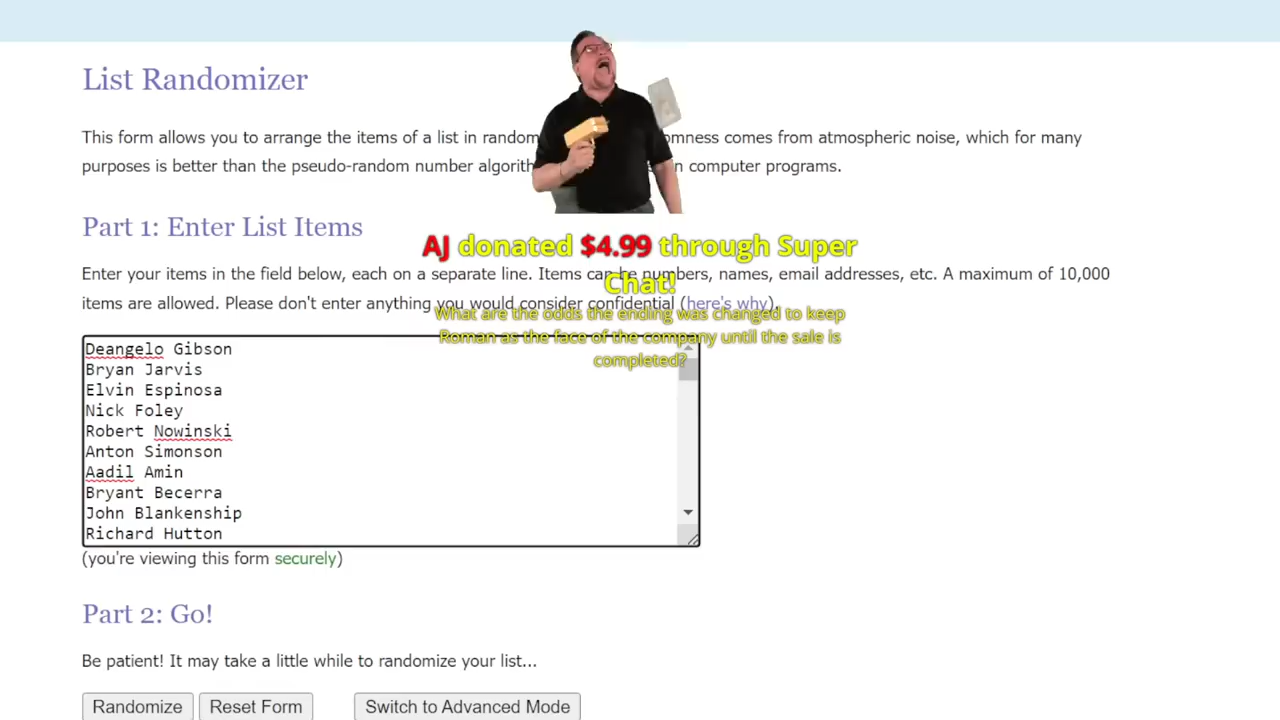 List Randomizer
This form allows you to arrange the items of a list in random omness comes from atmospheric noise, which for many
purposes is better than the pseudo-random number algorith n computer programs.
Part 1: Enter List Items
AJ donated $4.99 through Super
Chat!
Enter your items in the field below, each on a separate line. Items can be numbers, names, email addresses, etc. A maximum of 10,000
items are allowed. Please don't enter anything you would consider confidential (here's why).
What are the odds the ending was changed to keep
Roman as the face of the company until the sale is
completed?
Deangelo Gibson
Bryan Jarvis
Elvin Espinosa
Nick Foley
Robert Nowinski
Anton Simonson
Aadil Amin
Bryant Becerra
John Blankenship
Richard Hutton
(you're viewing this form securely)
Part 2: Go!
Be patient! It may take a little while to randomize your list...
Randomize Reset Form Switch to Advanced Mode